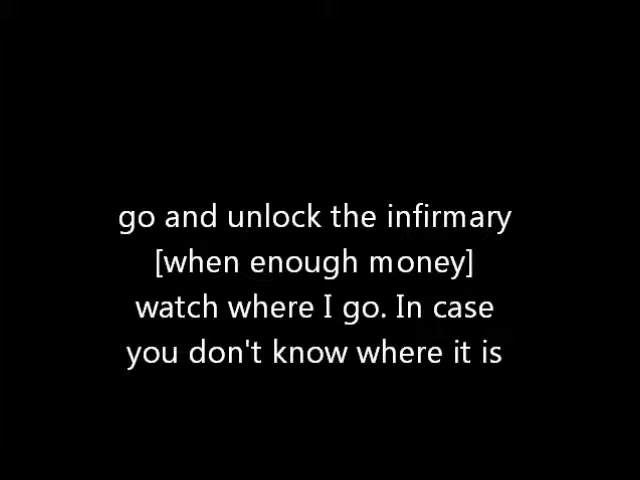 go and unlock the infirmary
[when enough money]
watch where I go. In case
you don't know where it is